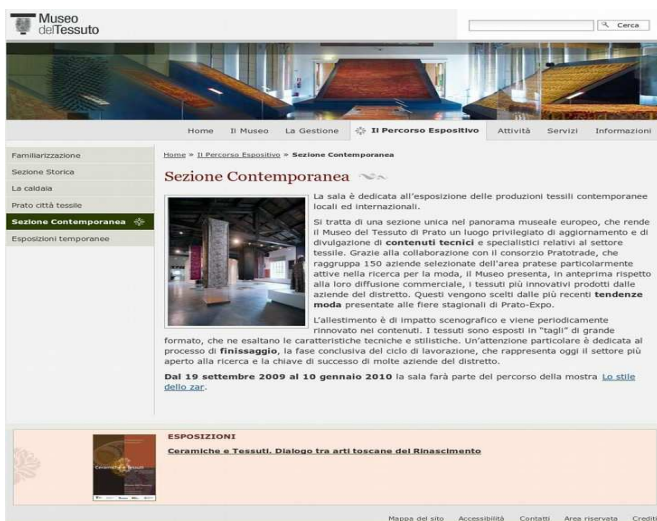 Museo
delTessuto
Cerca
Home Il Museo La Gestione Il Percorso Espositivo Attività Servizi Informazioni
Familiarizzazione
Sezione Storica
La caldaia
Prato città tessile
Sezione Contemporanea
Esposizioni temporanee
Home » Il Percorso Espositivo » Sezione Contemporanea
Sezione Contemporanea
La sala è dedicata all'esposizione delle produzioni tessili contemporanee
locali ed internazionali.
Si tratta di una sezione unica nel panorama museale europeo, che rende
il Museo del Tessuto di Prato un luogo privilegiato di aggiornamento e di
divulgazione di contenuti tecnici e specialistici relativi al settore
tessile. Grazie alla collaborazione con il consorzio Pratotrade, che
raggruppa 150 aziende selezionate dell'area pratese particolarmente
attive nella ricerca per la moda, il Museo presenta, in anteprima rispetto
alla loro diffusione commerciale, i tessuti più innovativi prodotti dalle
aziende del distretto. Questi vengono scelti dalle più recenti tendenze
moda presentate alle fiere stagionali di Prato-Expo.
L'allestimento è di impatto scenografico e viene periodicamente
rinnovato nei contenuti. I tessuti sono esposti in "tagli" di grande
formato, che ne esaltano le caratteristiche tecniche e stilistiche. Un'attenzione particolare è dedicata al
processo di finissaggio, la fase conclusiva del ciclo di lavorazione, che rappresenta oggi il settore più
aperto alla ricerca e la chiave di successo di molte aziende del distretto.
Dal 19 settembre 2009 al 10 gennaio 2010 la sala farà parte del percorso della mostra Lo stile
dello zar.
ESPOSIZIONI
Ceramiche e Tessuti. Dialogo tra arti toscane del Rinascimento
Ceramiche e Tessuti
Mappa del sito Accessibilità Contatti Area riservata Crediti